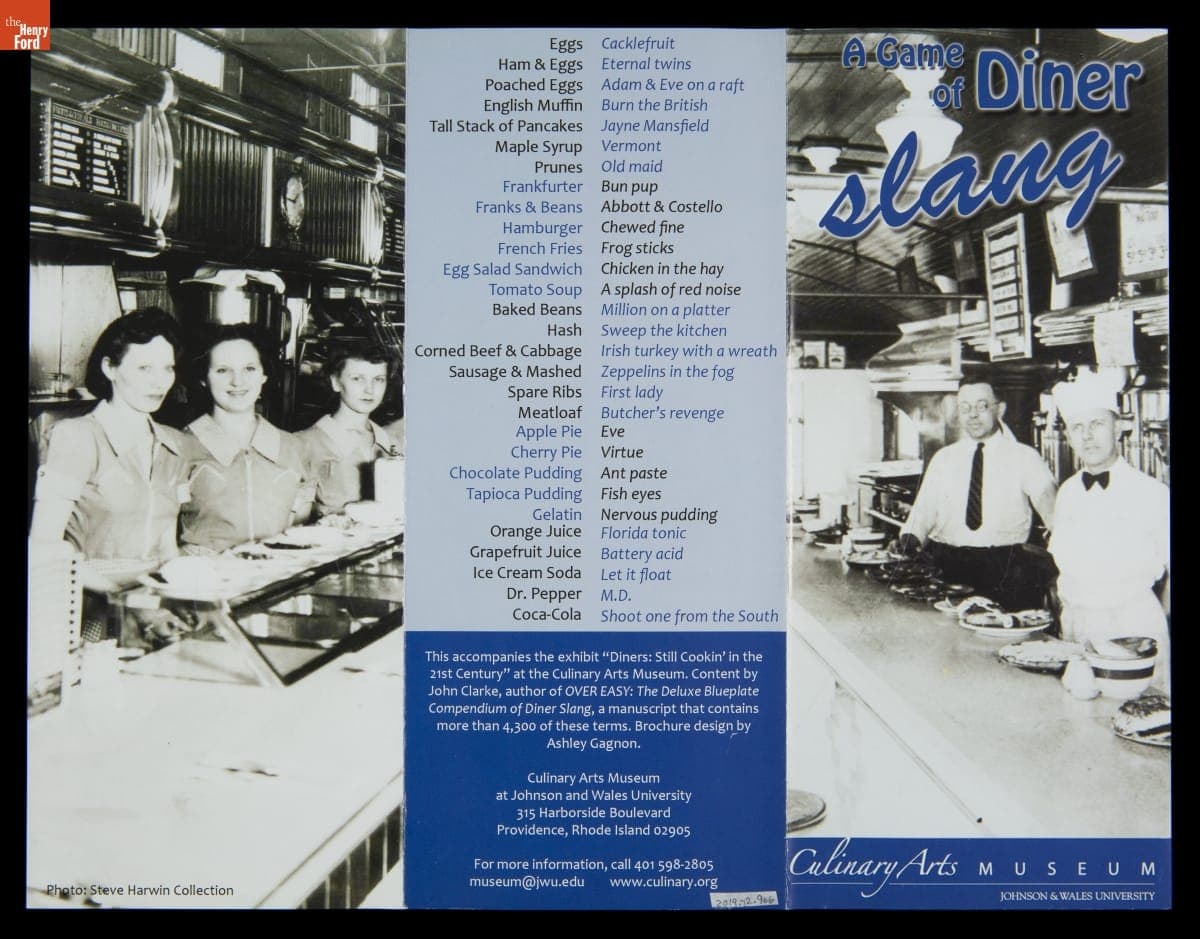 the
Henry
Ford
Eggs Cacklefruit
Ham & Eggs Eternal twins
Poached Eggs Adam & Eve on a raft
English Muffin Burn the British
Tall Stack of Pancakes Jayne Mansfield
Maple Syrup Vermont
Prunes Old maid
Frankfurter Bun pup
Franks & Beans Abbott & Costello
Hamburger Chewed fine
French Fries Frog sticks
Egg Salad Sandwich Chicken in the hay
Tomato Soup A splash of red noise
Baked Beans Million on a platter
Hash Sweep the kitchen
Corned Beef & Cabbage Irish turkey with a wreath
Sausage & Mashed Zeppelins in the fog
Spare Ribs First lady
Meatloaf Butcher's revenge
Apple Pie Eve
Cherry Pie Virtue
Chocolate Pudding Ant paste
Tapioca Pudding Fish eyes
Gelatin Nervous pudding
Orange Juice Florida tonic
Grapefruit Juice Battery acid
Ice Cream Soda Let it float
Dr. Pepper M.D.
Coca-Cola Shoot one from the South
This accompanies the exhibit "Diners: Still Cookin' in the
21st Century" at the Culinary Arts Museum. Content by
John Clarke, author of OVER EASY: The Deluxe Blueplate
Compendium of Diner Slang, a manuscript that contains
more than 4,300 of these terms. Brochure design by
Ashley Gagnon.
Culinary Arts Museum
at Johnson and Wales University
315 Harborside Boulevard
Providence, Rhode Island 02905
For more information, call 401 598-2805
museum@jwu.edu www.culinary.org
2019.72.966
Photo: Steve Harwin Collection
A Game
of Diner
slang
Culinary Arts MUSEUM
JOHNSON & WALES UNIVERSITY